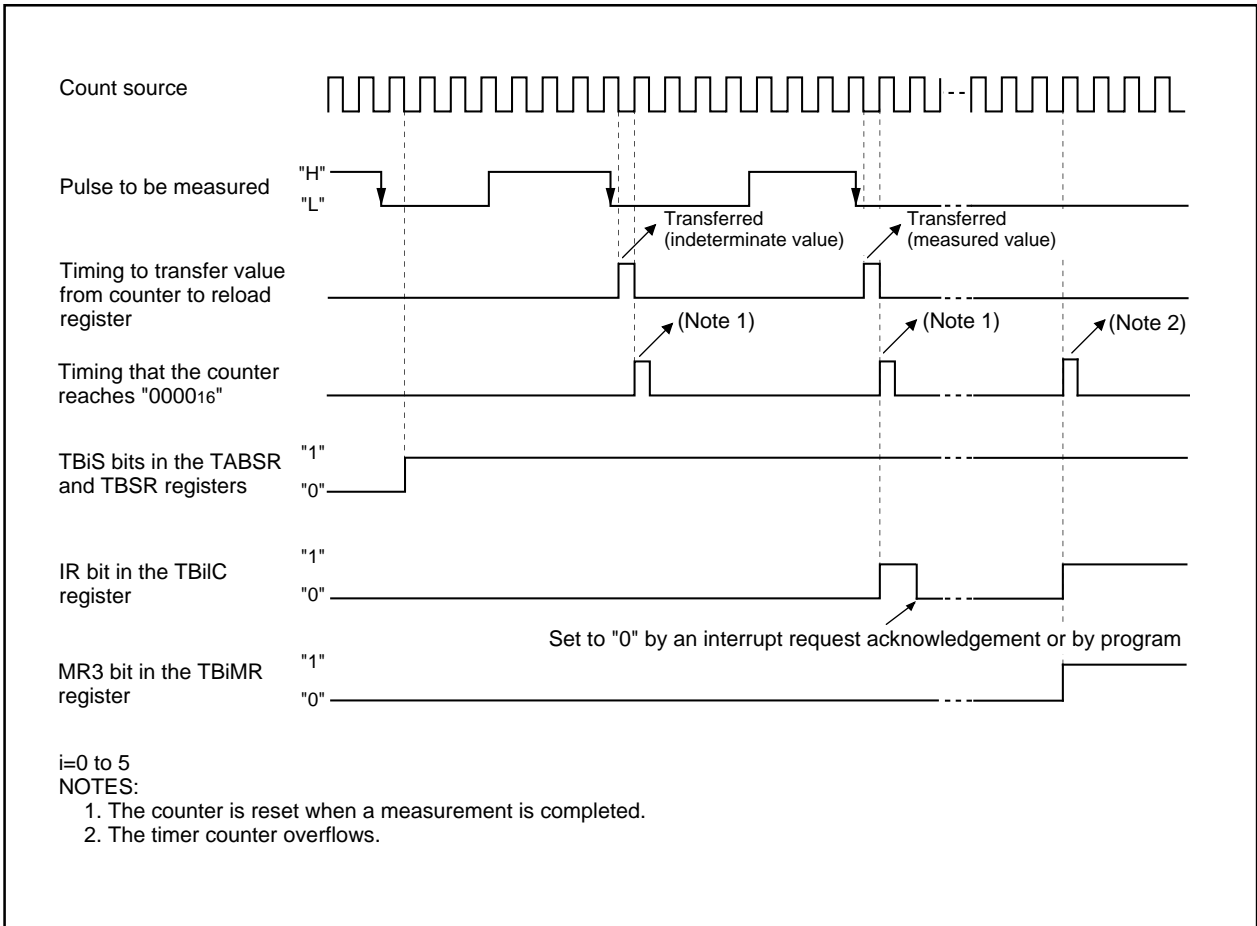 Count source
Pulse to be measured
"H"
"L"
Transferred
(indeterminate value)
Transferred
(measured value)
Timing to transfer value
from counter to reload
register
(Note 1)
(Note 1)
(Note 2)
Timing that the counter
reaches "000016"
TBiS bits in the TABSR
and TBSR registers
"1"
"0"
IR bit in the TBiIC
register
"1"
"0"
Set to "0" by an interrupt request acknowledgement or by program
MR3 bit in the TBiMR
register
"1"
"0"
i=0 to 5
NOTES:
1. The counter is reset when a measurement is completed.
2. The timer counter overflows.